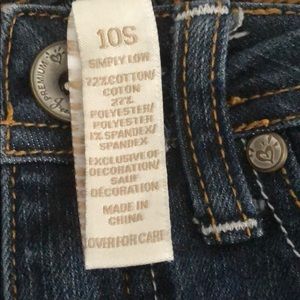 10S
SIMPLY LOW
72%COTTON/
COTON
27%
POLYESTER/
POLYESTER
1% SPANDEX/
SPANDEX
EXCLUSIVE OF
DECORATION/
SAUF
DÉCORATION
MADE IN
CHINA
OVER FOR CARE
PREMIUM